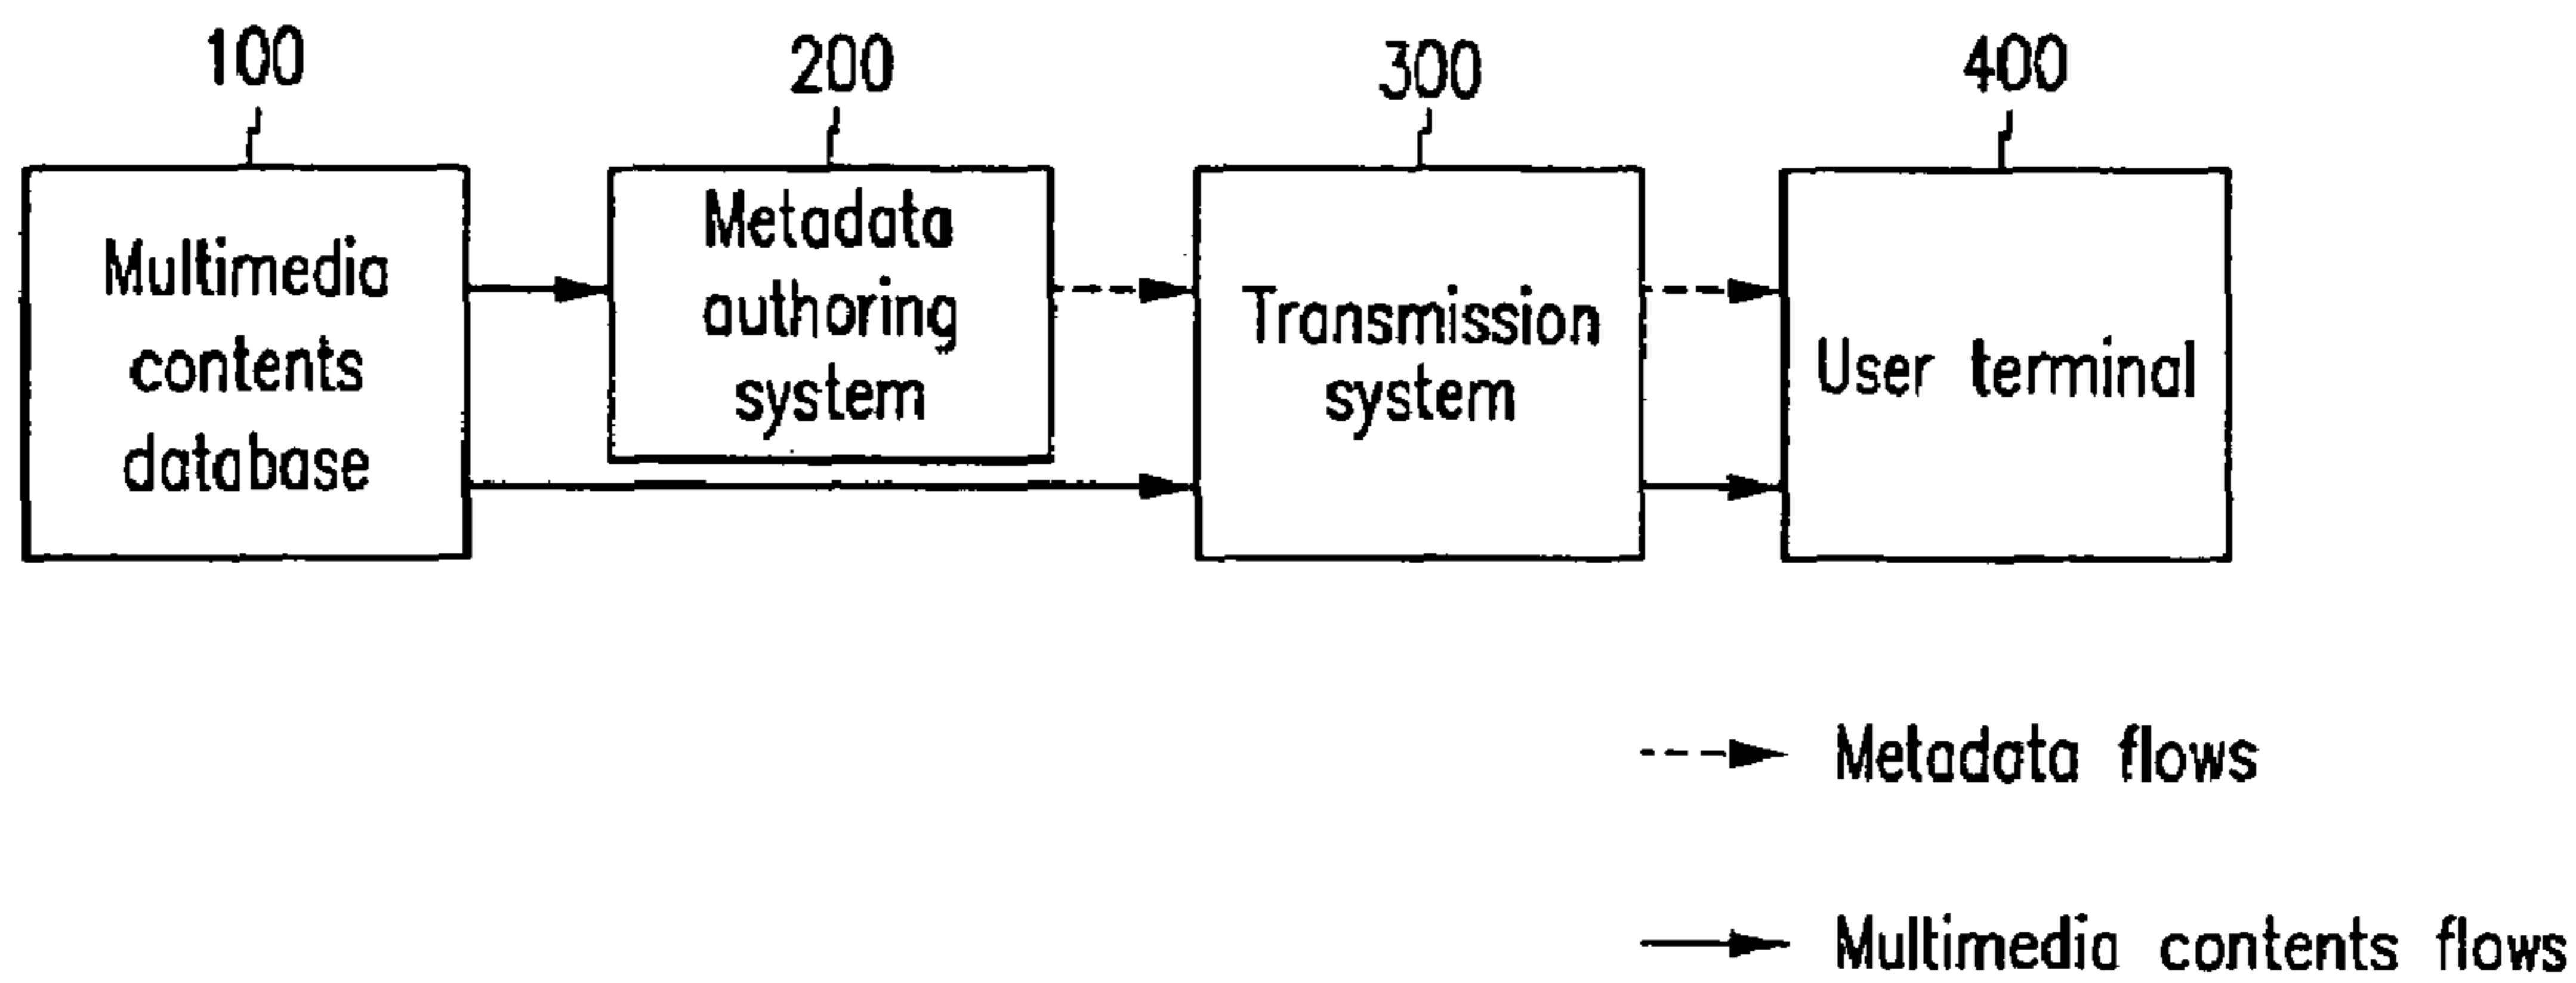 100
200
300
400
Multimedia
contents
database
Metadata
authoring
system
Transmission
system
User terminal
Metadata flows
Multimedia contents flows